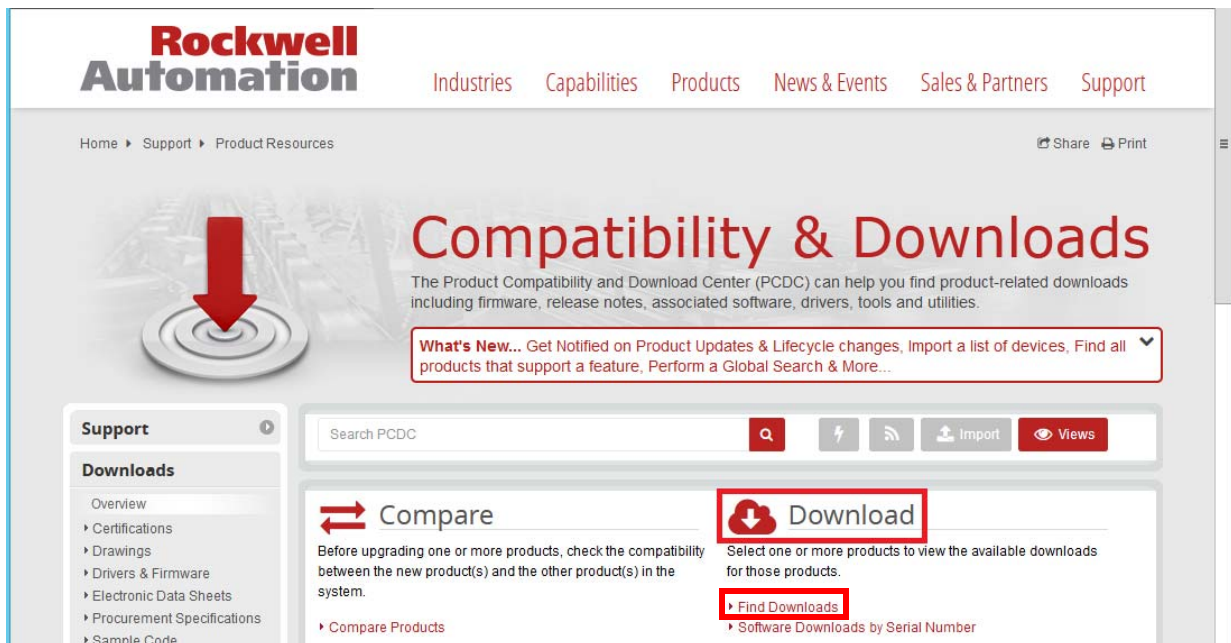 Rockwell
Automation
Industries Capabilities Products News & Events Sales & Partners Support
Home Support Product Resources
Share Print
Compatibility & Downloads
The Product Compatibility and Download Center (PCDC) can help you find product-related downloads
including firmware, release notes, associated software, drivers, tools and utilities.
What's New... Get Notified on Product Updates & Lifecycle changes, Import a list of devices, Find all
products that support a feature, Perform a Global Search & More...
Support
Downloads
Overview
Certifications
Drawings
Drivers & Firmware
Electronic Data Sheets
Procurement Specifications
Sample Code
Search PCDC
Import
Views
Compare
Before upgrading one or more products, check the compatibility
between the new product(s) and the other product(s) in the
system.
Compare Products
Download
Select one or more products to view the available downloads
for those products.
Find Downloads
Software Downloads by Serial Number